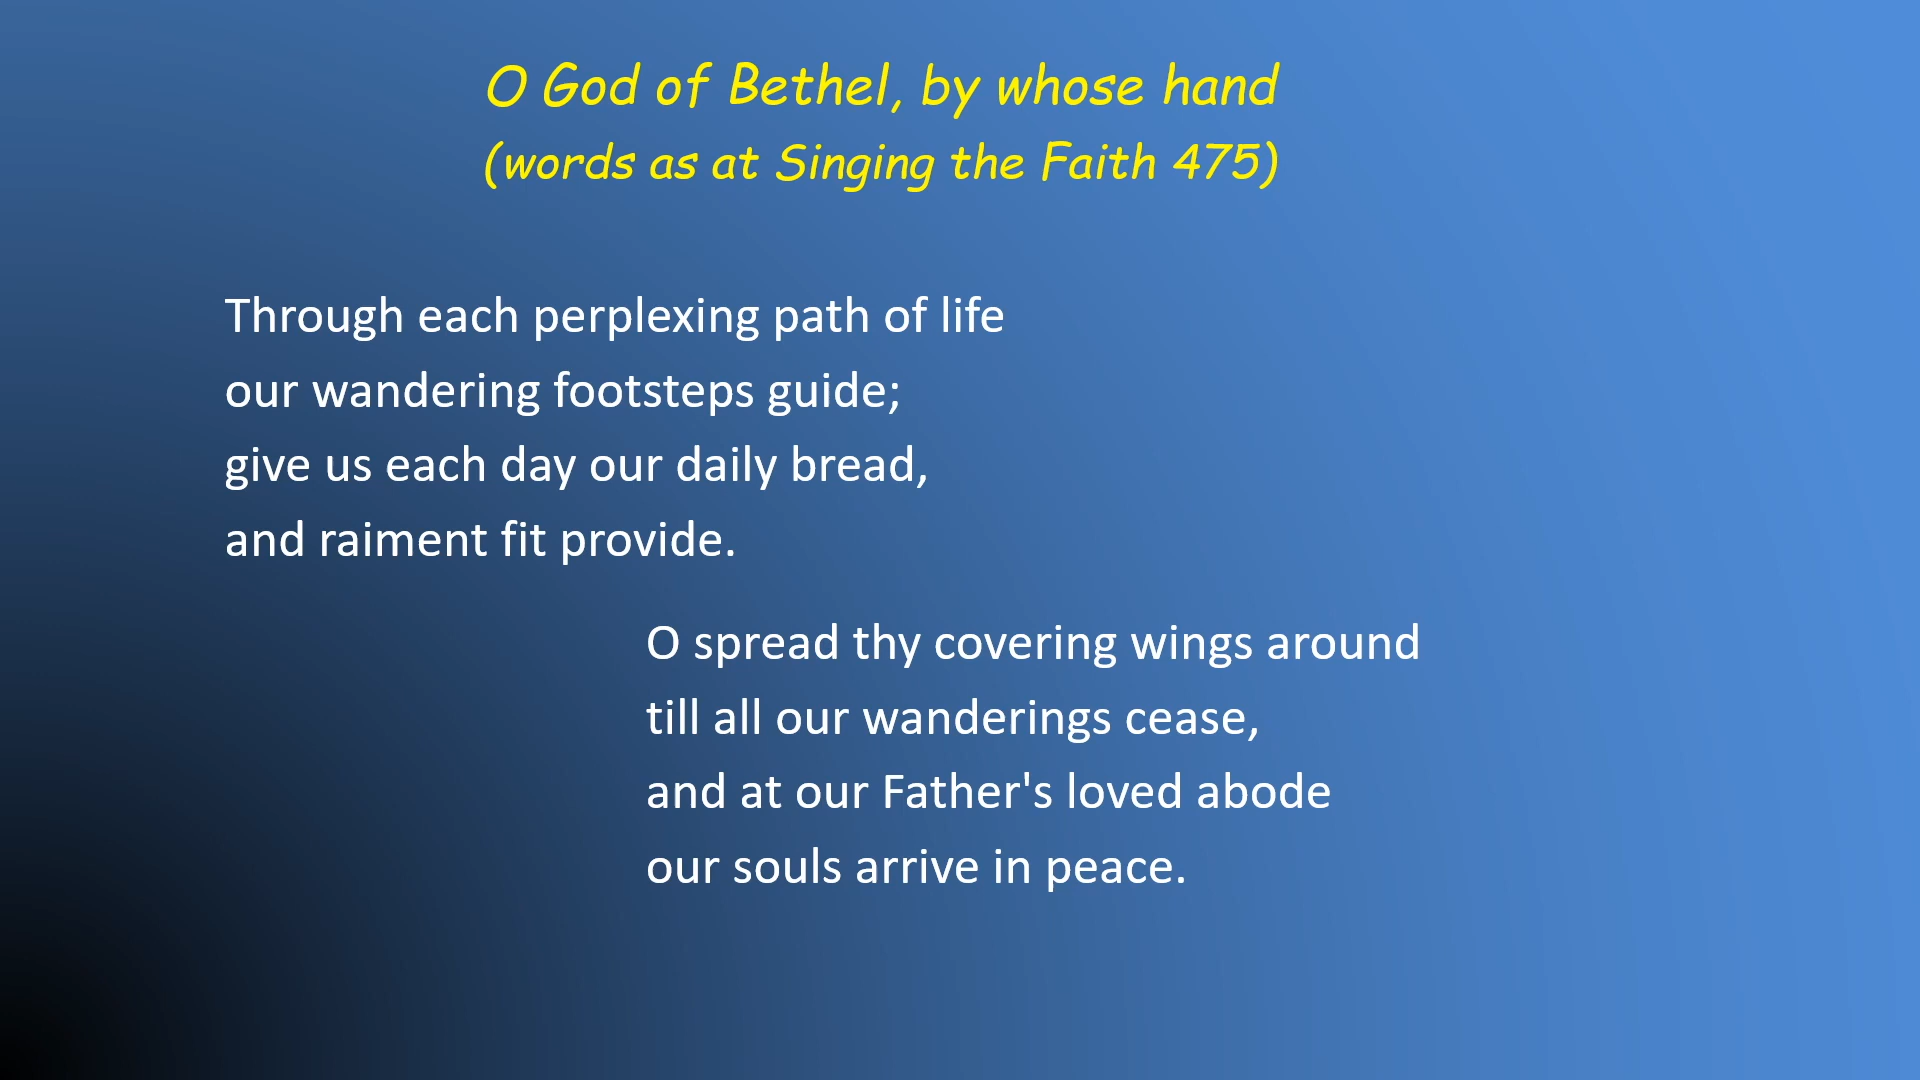 O God of Bethel, by whose hand
(words as at Singing the Faith 475)
Through each perplexing path of life
our wandering footsteps guide;
give us each day our daily bread,
and raiment fit provide.
O spread thy covering wings around
till all our wanderings cease,
and at our Father's loved abode
our souls arrive in peace.